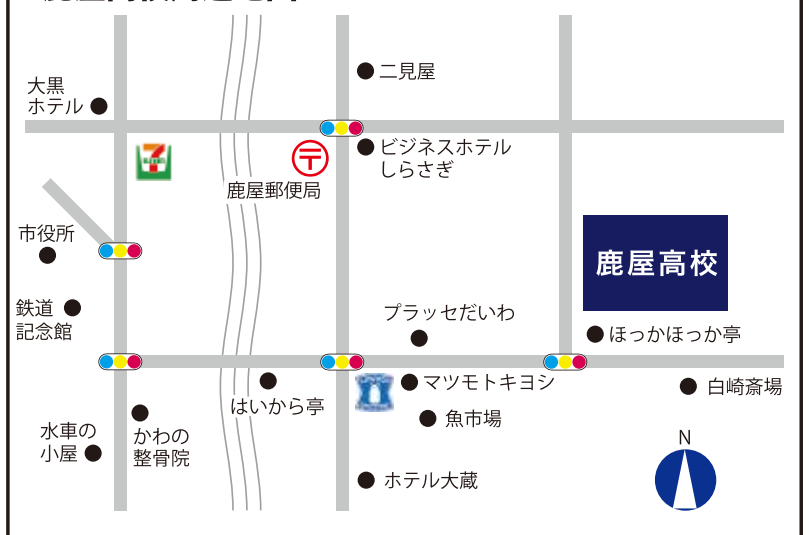 二見屋
大黒
ホテル
ビジネスホテル
しらさぎ
鹿屋郵便局
市役所
鹿屋高校
鉄道
記念館
プラッセだいわ
ほっかほっか亭
マツモトキヨシ
白崎斎場
はいから亭
魚市場
水車の
小屋
かわの
整骨院
N
ホテル大蔵